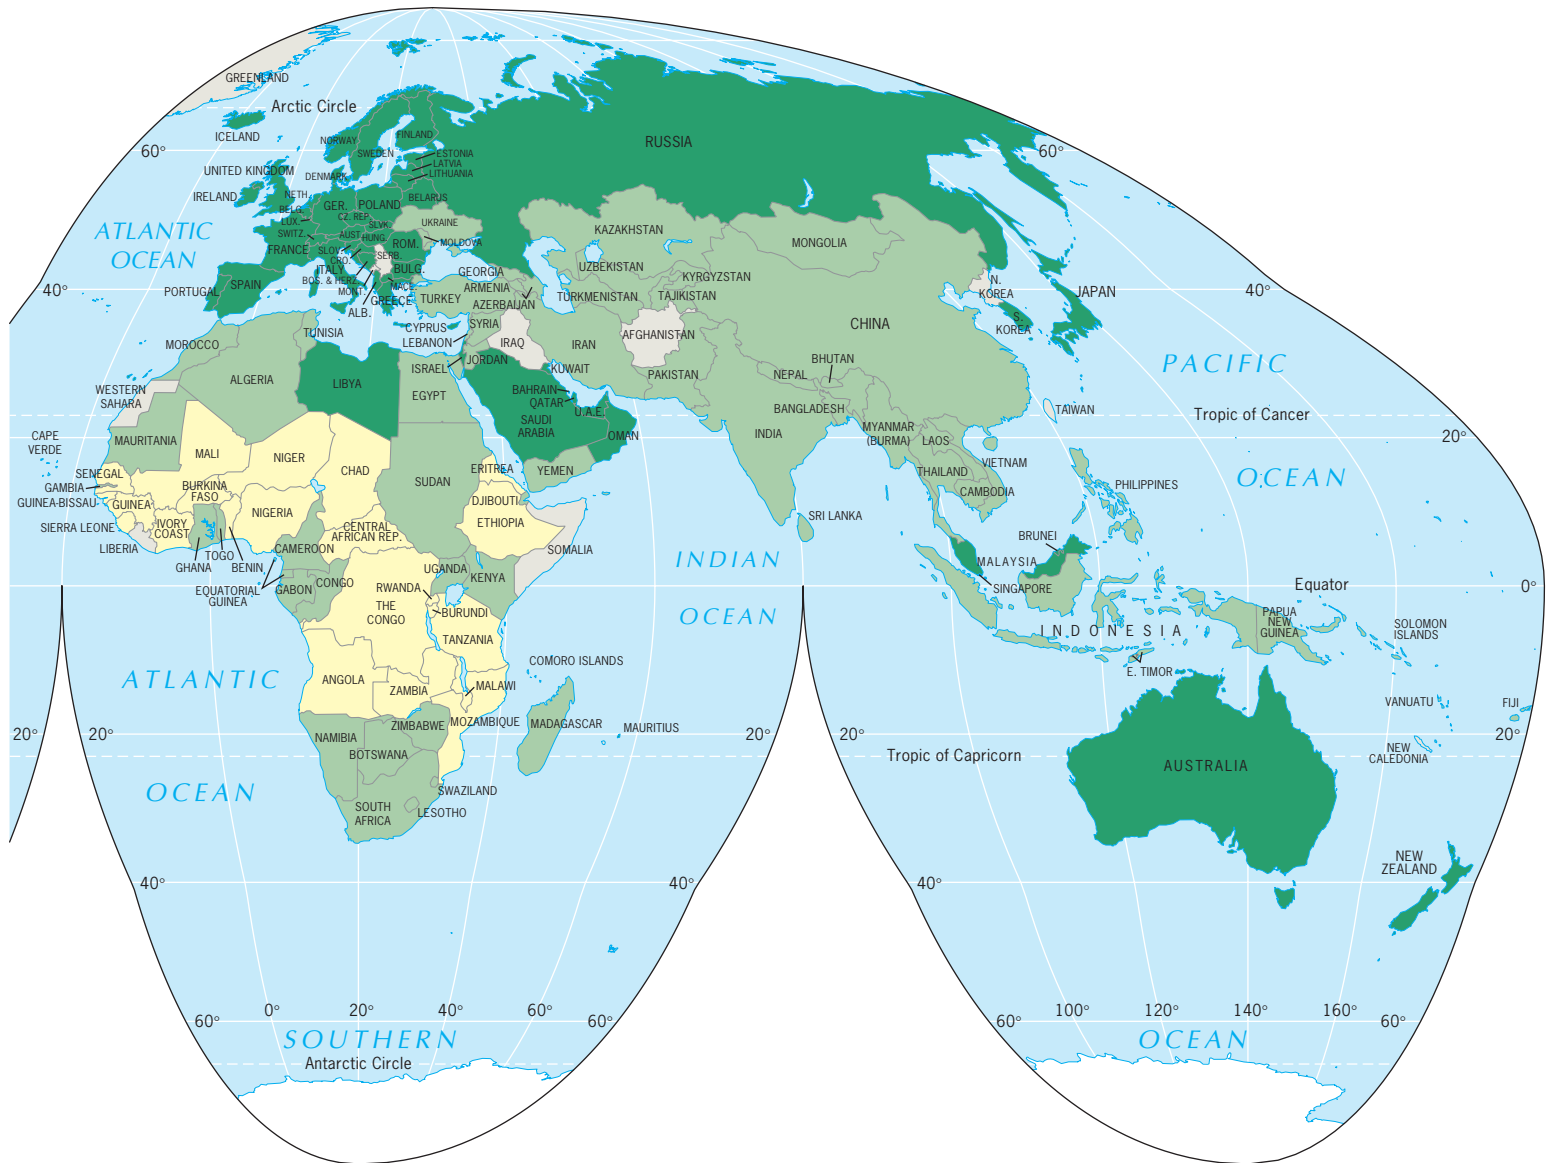 GREENLAND
Arctic Circle
ICELAND
60°
60°
NORWAY
FINLAND
SWEDEN
ESTONIA
LATVIA
LITHUANIA
RUSSIA
UNITED KINGDOM
DENMARK
IRELAND
NETH.
BELG.
LUX.
SWITZ.
GER.
POLAND
BELARUS
CZ. REP.
SLVK.
UKRAINE
AUST.
HUNG.
MOLDOVA
FRANCE
SLOV.
CRO.
ROM.
SERB.
ITALY
BOS. & HERZ.
MONT.
BULG.
MACE.
ALB.
GREECE
PORTUGAL
SPAIN
ATLANTIC
OCEAN
40°
40°
KAZAKHSTAN
MONGOLIA
UZBEKISTAN
KYRGYZSTAN
TURKMENISTAN
TAJIKISTAN
GEORGIA
ARMENIA
AZERBAIJAN
TURKEY
N.
KOREA
S.
KOREA
JAPAN
CHINA
CYPRUS
LEBANON
SYRIA
ISRAEL
JORDAN
IRAQ
IRAN
AFGHANISTAN
KUWAIT
PAKISTAN
BHUTAN
NEPAL
BANGLADESH
INDIA
TUNISIA
MOROCCO
ALGERIA
LIBYA
EGYPT
BAHRAIN
QATAR
U.A.E.
SAUDI
ARABIA
OMAN
YEMEN
WESTERN
SAHARA
PACIFIC
OCEAN
TAIWAN
Tropic of Cancer
20°
CAPE
VERDE
MAURITANIA
MALI
NIGER
CHAD
SUDAN
ERITREA
DJIBOUTI
ETHIOPIA
SOMALIA
SENEGAL
GAMBIA
GUINEA-BISSAU
GUINEA
BURKINA
FASO
SIERRA LEONE
IVORY
COAST
LIBERIA
GHANA
TOGO
BENIN
NIGERIA
CENTRAL
AFRICAN REP.
CAMEROON
EQUATORIAL
GUINEA
GABON
CONGO
UGANDA
KENYA
RWANDA
THE
CONGO
BURUNDI
TANZANIA
MYANMAR
(BURMA)
LAOS
THAILAND
VIETNAM
CAMBODIA
PHILIPPINES
SRI LANKA
BRUNEI
MALAYSIA
SINGAPORE
INDIAN
OCEAN
Equator
0°
INDONESIA
PAPUA
NEW
GUINEA
SOLOMON
ISLANDS
E. TIMOR
COMORO ISLANDS
ATLANTIC
OCEAN
ANGOLA
ZAMBIA
MALAWI
MOZAMBIQUE
ZIMBABWE
MADAGASCAR
MAURITIUS
NAMIBIA
BOTSWANA
SWAZILAND
SOUTH
AFRICA
LESOTHO
VANUATU
FIJI
NEW
CALEDONIA
20°
20°
20°
20°
20°
Tropic of Capricorn
AUSTRALIA
NEW
ZEALAND
40°
40°
40°
60°
0°
20°
40°
60°
60°
60°
100°
120°
140°
160°
60°
SOUTHERN
OCEAN
Antarctic Circle